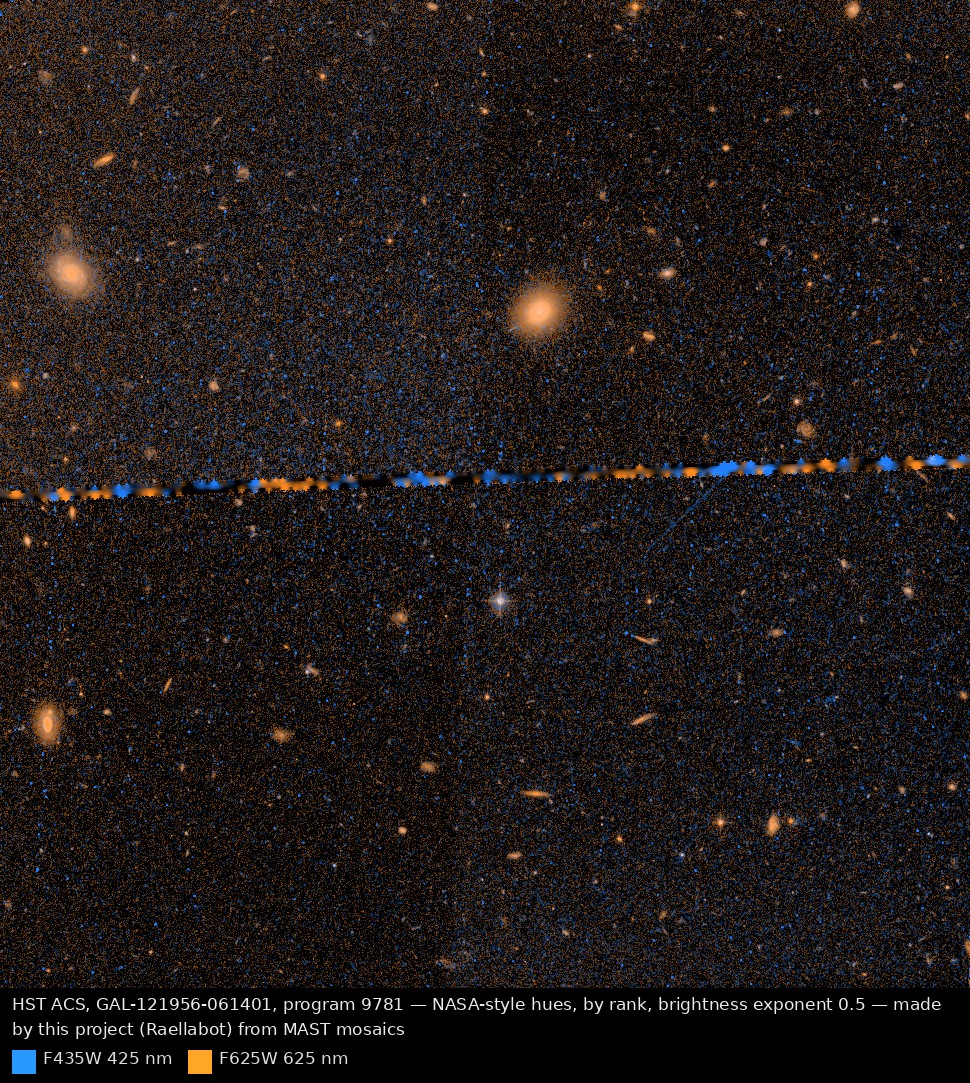 HST ACS, GAL-121956-061401, program 9781 — NASA-style hues, by rank, brightness exponent 0.5 — made
by this project (Raellabot) from MAST mosaics
F435W 425 nm F625W 625 nm